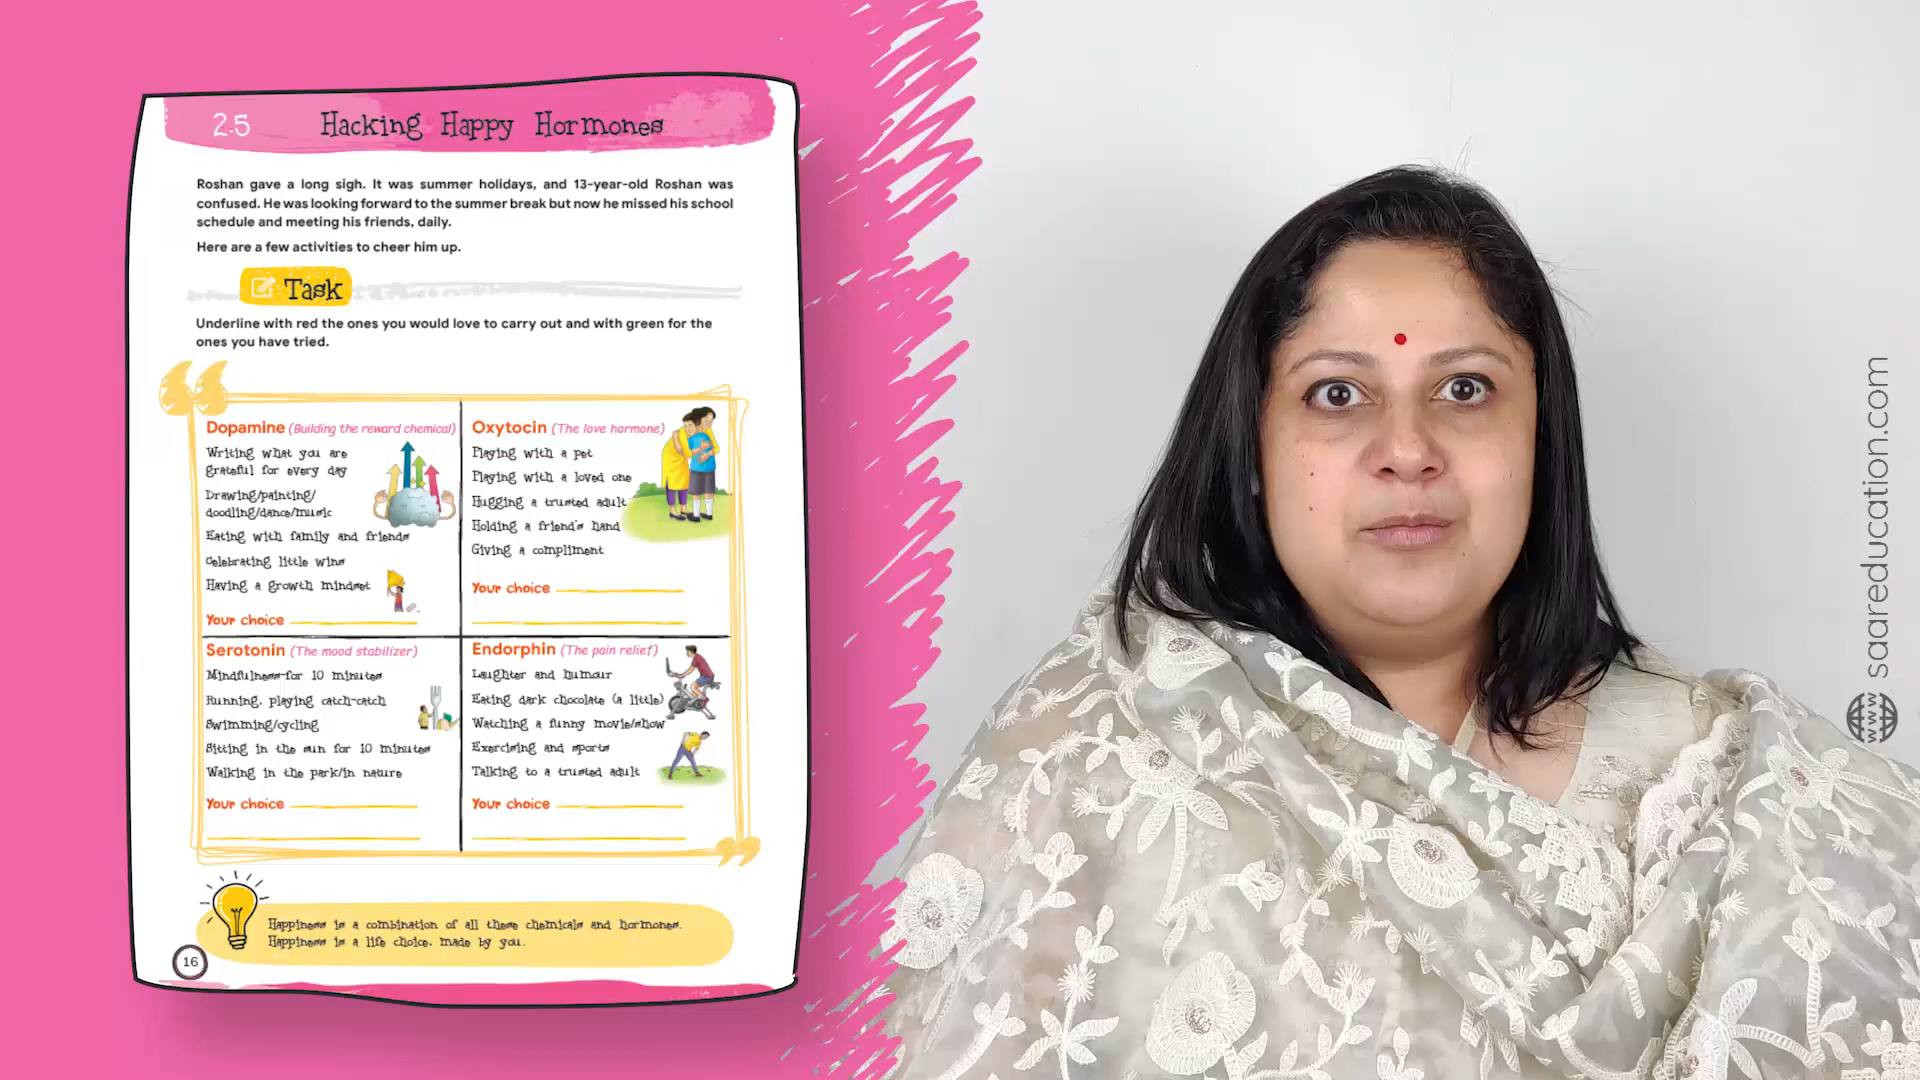 2.5 Hacking Happy Hormones
Roshan gave a long sigh. It was summer holidays, and 13-year-old Roshan was
confused. He was looking forward to the summer break but now he missed his school
schedule and meeting his friends, daily.
Here are a few activities to cheer him up.
Task
Underline with red the ones you would love to carry out and with green for the
ones you have tried.
Dopamine (Building the reward chemical)
Writing what you are
grateful for every day
Drawing/painting/
doodling/dance/music
Eating with family and friends
Celebrating little wins
Having a growth mindset
Your choice
Oxytocin (The love hormone)
Playing with a pet
Playing with a loved one
Hugging a trusted adult
Holding a friend's hand
Giving a compliment
Your choice
Serotonin (The mood stabilizer)
Mindfulness for 10 minutes
Running, playing catch-catch
Swimming/cycling
Sitting in the sun for 10 minutes
Walking in the park/in nature
Your choice
Endorphin (The pain relief)
Laughter and humour
Eating dark chocolate (a little)
Watching a funny movie/show
Exercising and sports
Talking to a trusted adult
Your choice
Happiness is a combination of all these chemicals and hormones.
Happiness is a life choice, made by you.
16
www saareducation.com